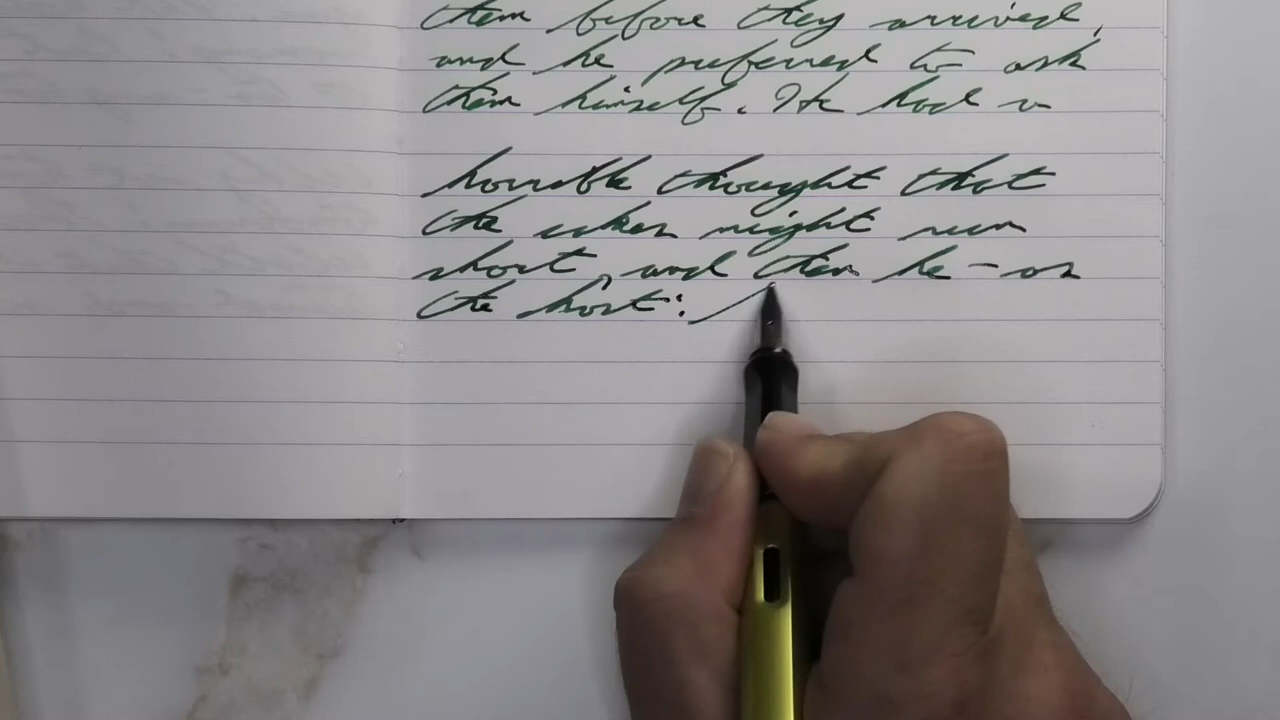 them before they arrived,
and he preferred to ask
them himself. He had a
horrible thought that
the cakes might run
short, and then he - as
the host: